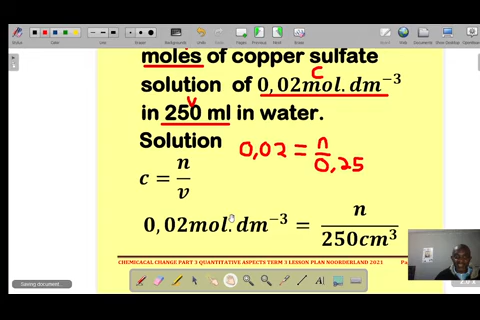 moles of copper sulfate
c
solution of 0,02mol.dm⁻³
v
in 250 ml in water.
Solution
0,02 = n/0,25
c = n/v
0,02mol.dm⁻³ = n/250cm³
CHEMICACAL CHANGE PART 3 QUANTITATIVE ASPECTS TERM 3 LESSON PLAN NOORDERLAND 2021
Saving document...